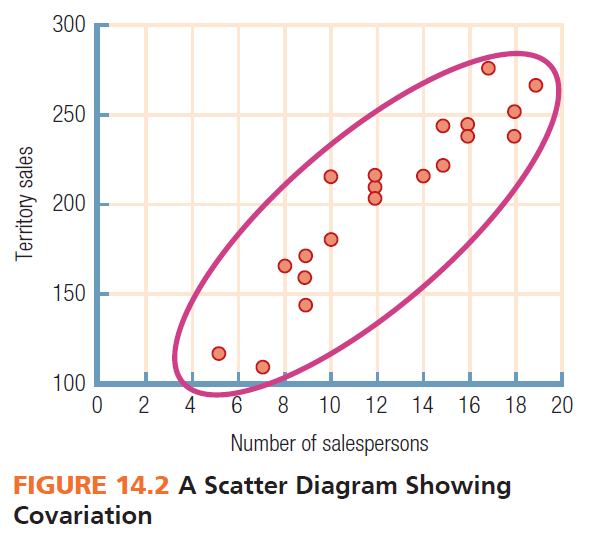 300
250
200
150
100
Territory sales
0 2 4 6 8 10 12 14 16 18 20
Number of salespersons
FIGURE 14.2 A Scatter Diagram Showing
Covariation